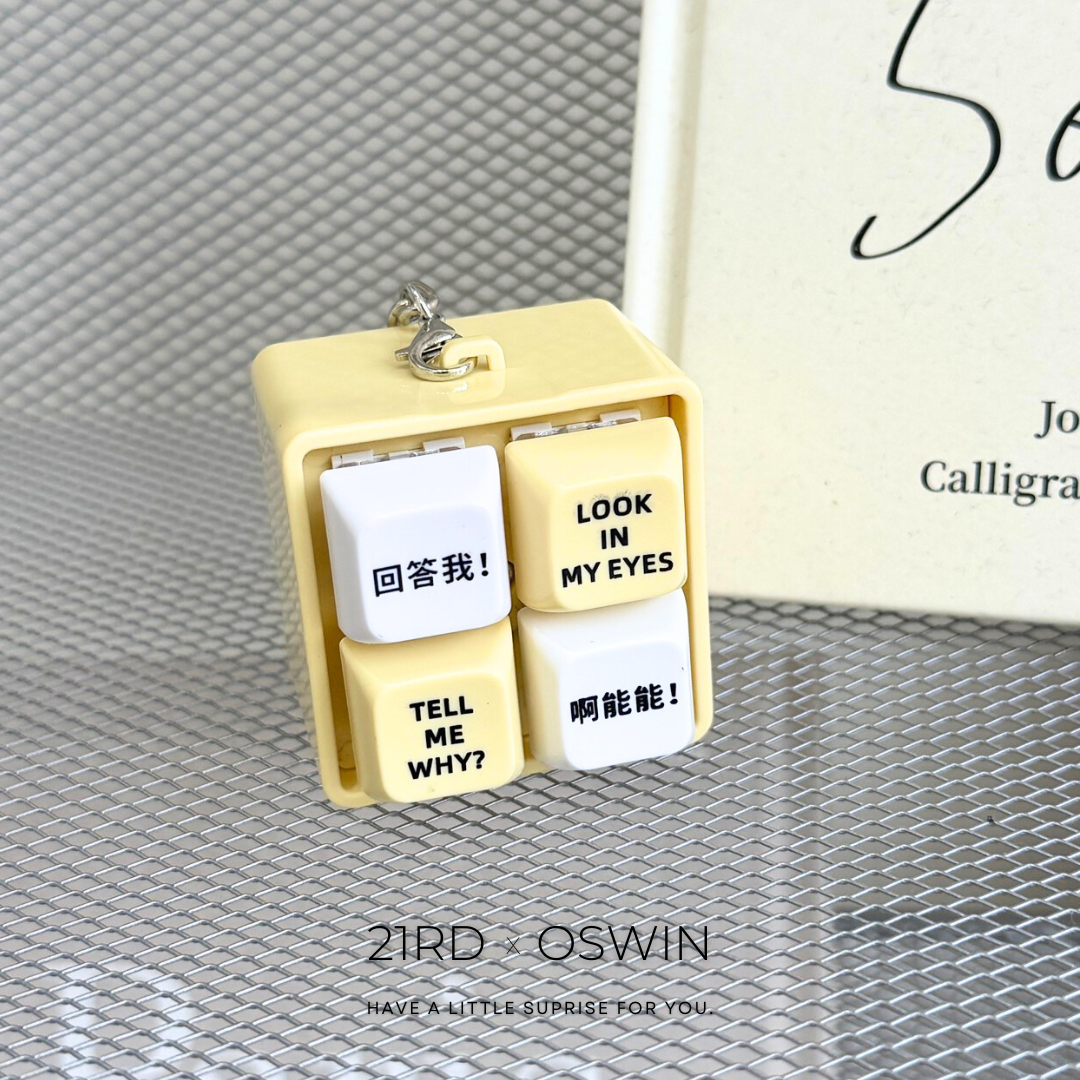 回答我！
LOOK
IN
MY EYES
TELL
ME
WHY?
啊能能！
Jo
Calligra
21RD × OSWIN
HAVE A LITTLE SUPRISE FOR YOU.